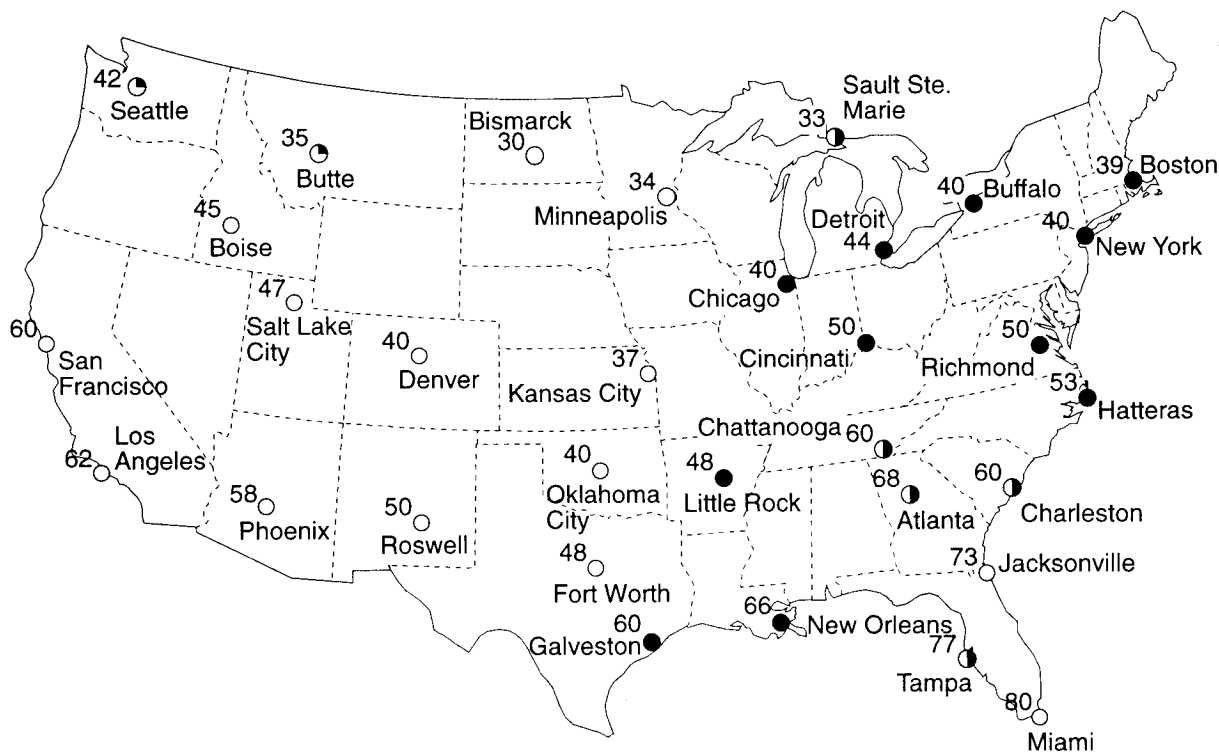 42
Seattle
35
Butte
Bismarck
30
Sault Ste.
Marie
33
34
Minneapolis
39
Boston
40
Buffalo
Detroit
44
40
New York
45
Boise
40
Chicago
47
Salt Lake
City
60
San
Francisco
40
Denver
37
Kansas City
50
Cincinnati
50
Richmond
53
Hatteras
Los
Angeles
62
Chattanooga
60
40
Oklahoma
City
48
Little Rock
68
Atlanta
60
Charleston
58
Phoenix
50
Roswell
48
Fort Worth
73
Jacksonville
60
Galveston
66
New Orleans
77
Tampa
80
Miami